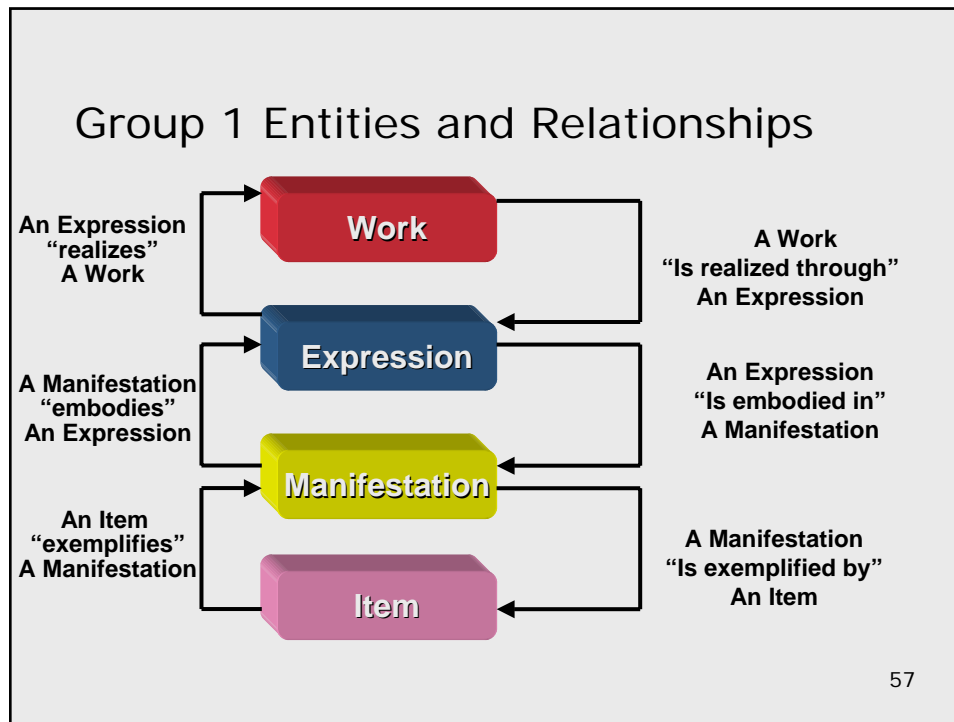 Group 1 Entities and Relationships
An Expression
“realizes”
A Work
Work
A Work
“Is realized through”
An Expression
Expression
A Manifestation
“embodies”
An Expression
An Expression
“Is embodied in”
A Manifestation
Manifestation
An Item
“exemplifies”
A Manifestation
A Manifestation
“Is exemplified by”
An Item
Item
57